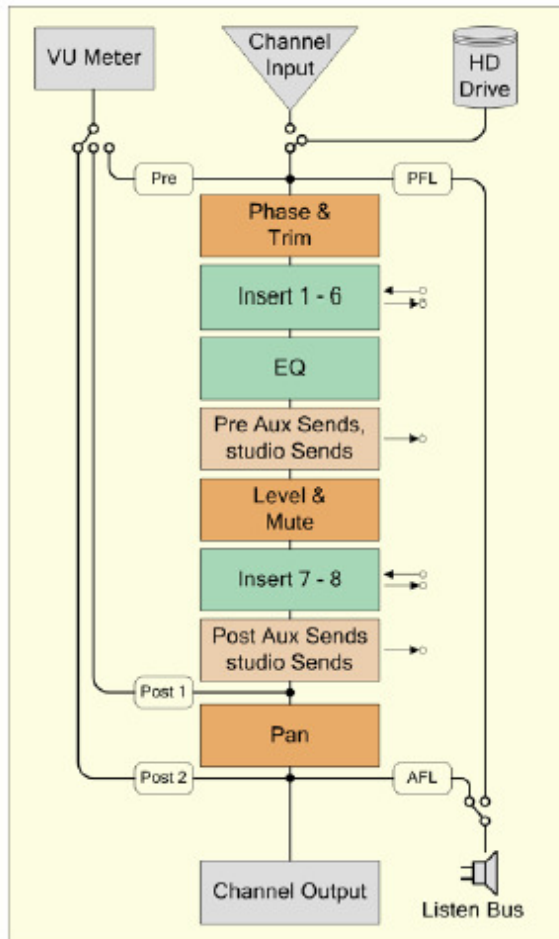 VU Meter
Channel
Input
HD
Drive
Pre
PFL
Phase &
Trim
Insert 1 - 6
EQ
Pre Aux Sends,
studio Sends
Level &
Mute
Insert 7 - 8
Post Aux Sends
studio Sends
Post 1
Pan
Post 2
AFL
Channel Output
Listen Bus